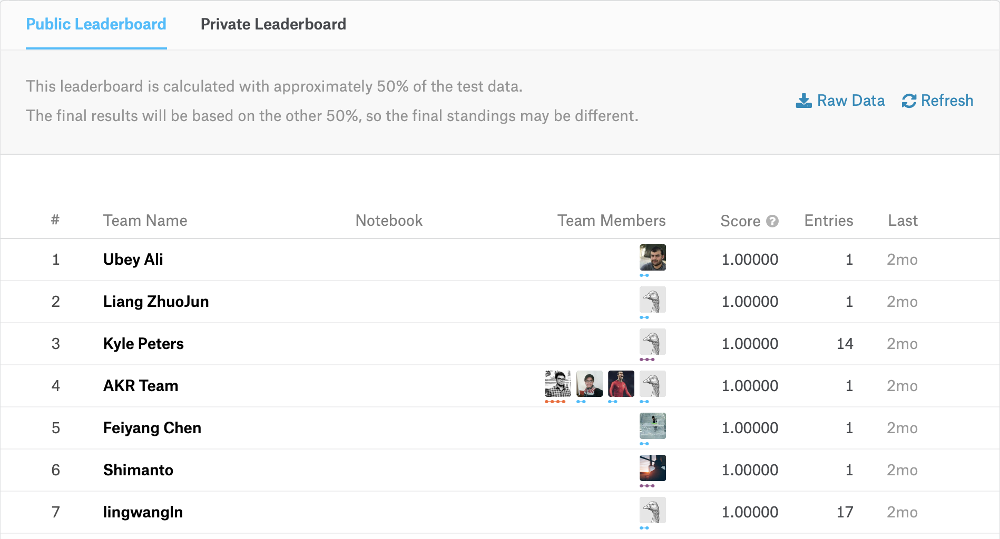 Public Leaderboard Private Leaderboard
This leaderboard is calculated with approximately 50% of the test data.
The final results will be based on the other 50%, so the final standings may be different.
Raw Data Refresh
# Team Name Notebook Team Members Score ? Entries Last
1 Ubey Ali 1.00000 1 2mo
2 Liang ZhuoJun 1.00000 1 2mo
3 Kyle Peters 1.00000 14 2mo
4 AKR Team 1.00000 1 2mo
5 Feiyang Chen 1.00000 1 2mo
6 Shimanto 1.00000 1 2mo
7 lingwangln 1.00000 17 2mo